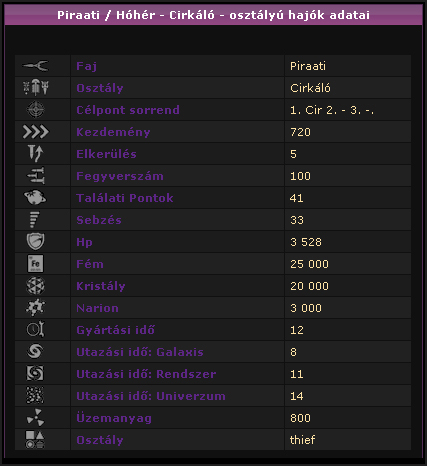 Piraati / Hóhér - Cirkáló - osztályú hajók adatai
Faj Piraati
Osztály Cirkáló
Célpont sorrend 1. Cir 2. - 3. -.
Kezdemény 720
Elkerülés 5
Fegyverszám 100
Találati Pontok 41
Sebzés 33
Hp 3 528
Fe Fém 25 000
Kristály 20 000
Narion 3 000
Gyártási idő 12
Utazási idő: Galaxis 8
Utazási idő: Rendszer 11
Utazási idő: Univerzum 14
Üzemanyag 800
Osztály thief